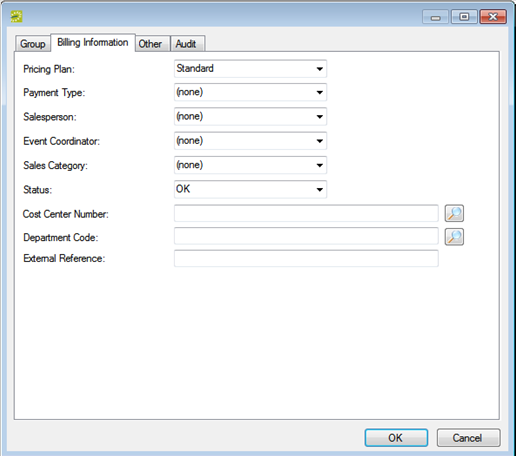 Group Billing Information Other Audit
Pricing Plan: Standard
Payment Type: (none)
Salesperson: (none)
Event Coordinator: (none)
Sales Category: (none)
Status: OK
Cost Center Number:
Department Code:
External Reference:
OK Cancel